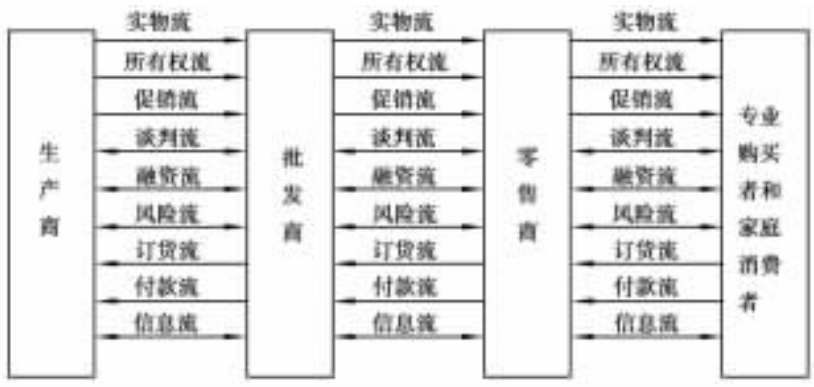 实物流 实物流 实物流
所有权流 所有权流 所有权流
促销流 促销流 促销流
谈判流 谈判流 谈判流
融资流 融资流 融资流
风险流 风险流 风险流
订货流 订货流 订货流
付款流 付款流 付款流
信息流 信息流 信息流
生产商
批发商
零售商
专业
购买
者和
家庭
消费
者